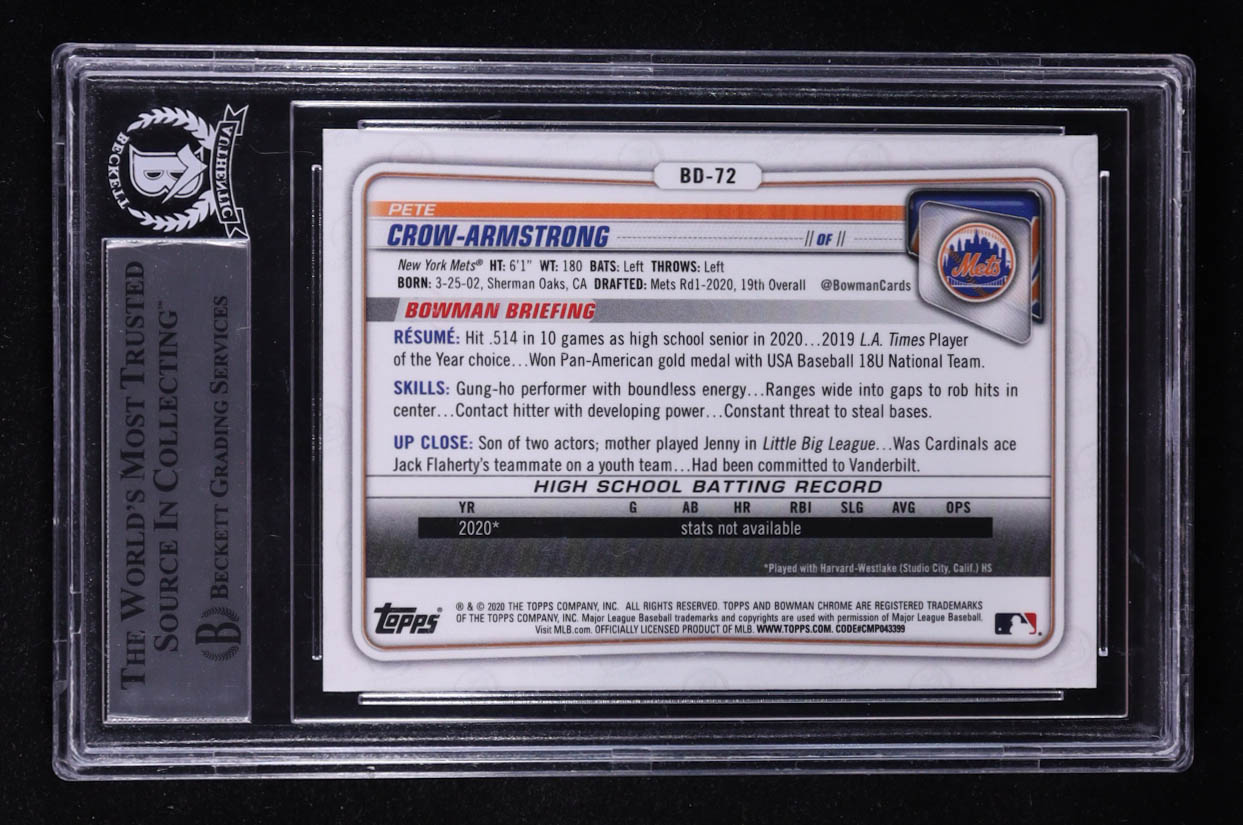 BECKETT
AUTHENTIC
B
THE WORLD'S MOST TRUSTED
SOURCE IN COLLECTING™
B BECKETT GRADING SERVICES
BD-72
PETE
CROW-ARMSTRONG // OF //
New York Mets® HT: 6'1" WT: 180 BATS: Left THROWS: Left
BORN: 3-25-02, Sherman Oaks, CA DRAFTED: Mets Rd1-2020, 19th Overall @BowmanCards
Mets
BOWMAN BRIEFING
RÉSUMÉ: Hit .514 in 10 games as high school senior in 2020...2019 L.A. Times Player
of the Year choice...Won Pan-American gold medal with USA Baseball 18U National Team.
SKILLS: Gung-ho performer with boundless energy...Ranges wide into gaps to rob hits in
center...Contact hitter with developing power...Constant threat to steal bases.
UP CLOSE: Son of two actors; mother played Jenny in Little Big League...Was Cardinals ace
Jack Flaherty's teammate on a youth team...Had been committed to Vanderbilt.
HIGH SCHOOL BATTING RECORD
YR G AB HR RBI SLG AVG OPS
2020* stats not available
*Played with Harvard-Westlake (Studio City, Calif.) HS
Topps® ® & © 2020 THE TOPPS COMPANY, INC. ALL RIGHTS RESERVED. TOPPS AND BOWMAN CHROME ARE REGISTERED TRADEMARKS
OF THE TOPPS COMPANY, INC. Major League Baseball trademarks and copyrights are used with permission of Major League Baseball.
Visit MLB.com. OFFICIALLY LICENSED PRODUCT OF MLB. WWW.TOPPS.COM. CODE#CMP043399